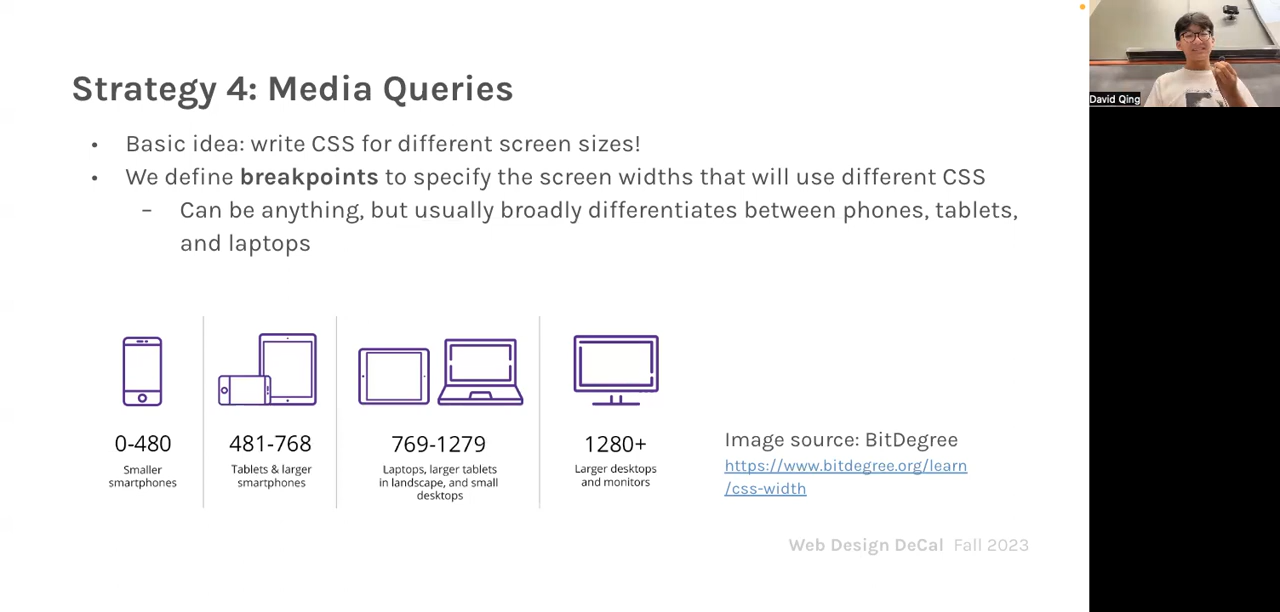 Strategy 4: Media Queries
• Basic idea: write CSS for different screen sizes!
• We define breakpoints to specify the screen widths that will use different CSS
– Can be anything, but usually broadly differentiates between phones, tablets,
and laptops
0-480
Smaller
smartphones
481-768
Tablets & larger
smartphones
769-1279
Laptops, larger tablets
in landscape, and small
desktops
1280+
Larger desktops
and monitors
Image source: BitDegree
https://www.bitdegree.org/learn
/css-width
Web Design DeCal Fall 2023
David Qing